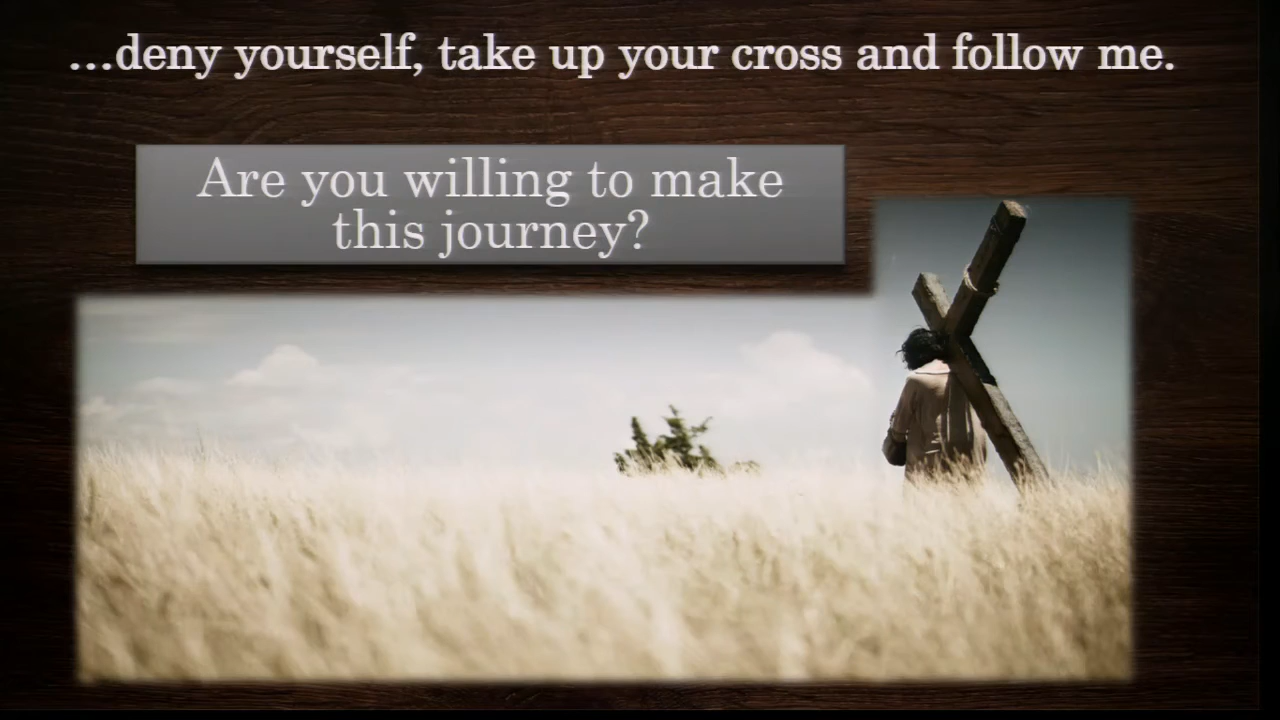 ...deny yourself, take up your cross and follow me.
Are you willing to make
this journey?